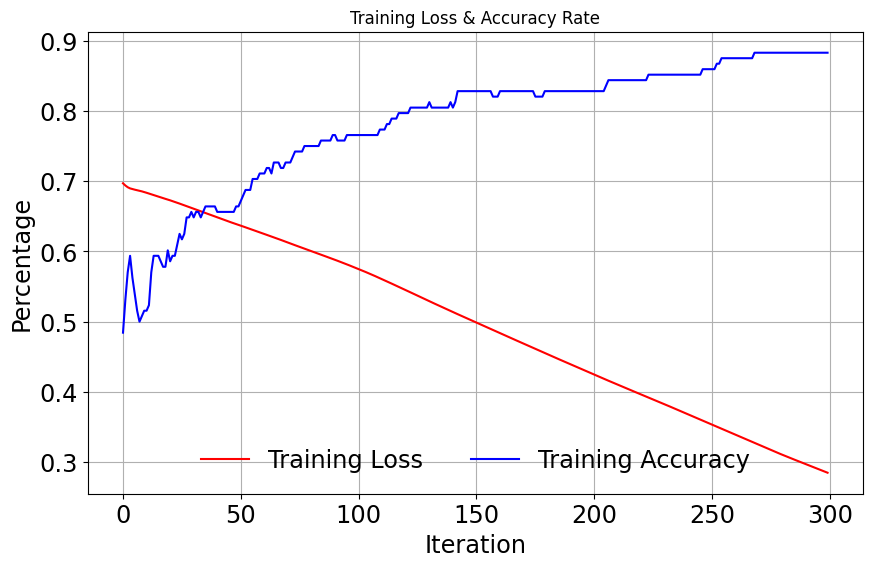 Training Loss & Accuracy Rate
0.9
0.8
0.7
0.6
0.5
0.4
0.3
Percentage
Training Loss
Training Accuracy
0
50
100
150
200
250
300
Iteration